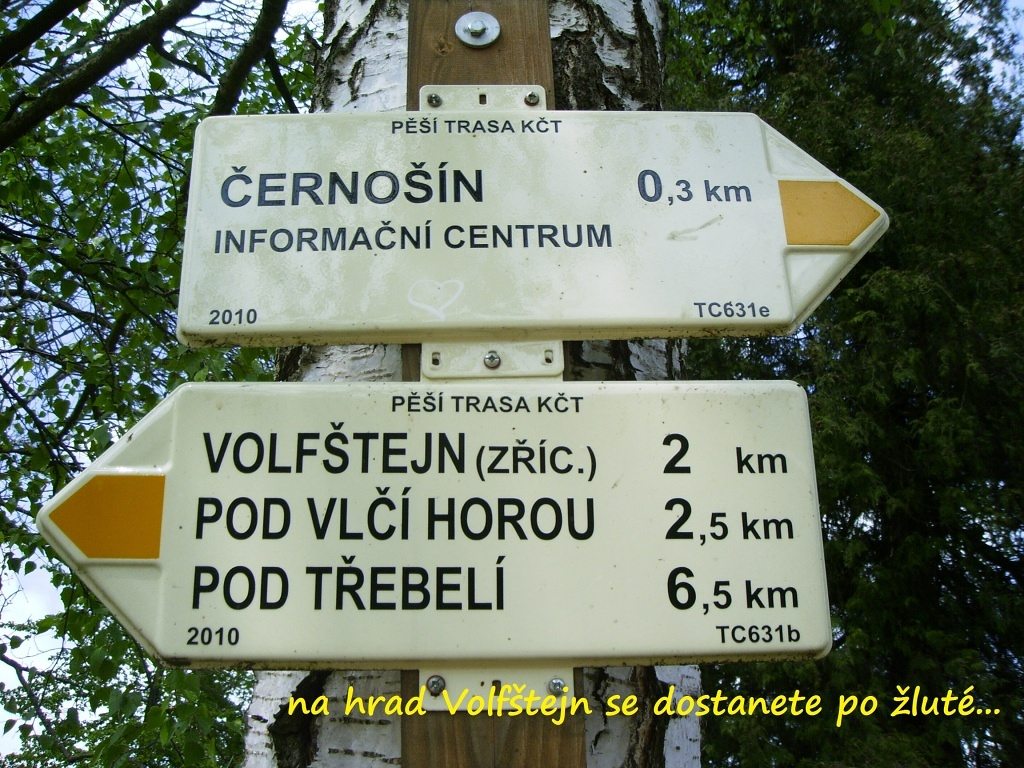 PĚŠÍ TRASA KČT
ČERNOŠÍN 0,3 km
INFORMAČNÍ CENTRUM
2010 TC631e
PĚŠÍ TRASA KČT
VOLFŠTEJN (ZŘÍC.) 2 km
POD VLČÍ HOROU 2,5 km
POD TŘEBELÍ 6,5 km
2010 TC631b
na hrad Volfštejn se dostanete po žluté...